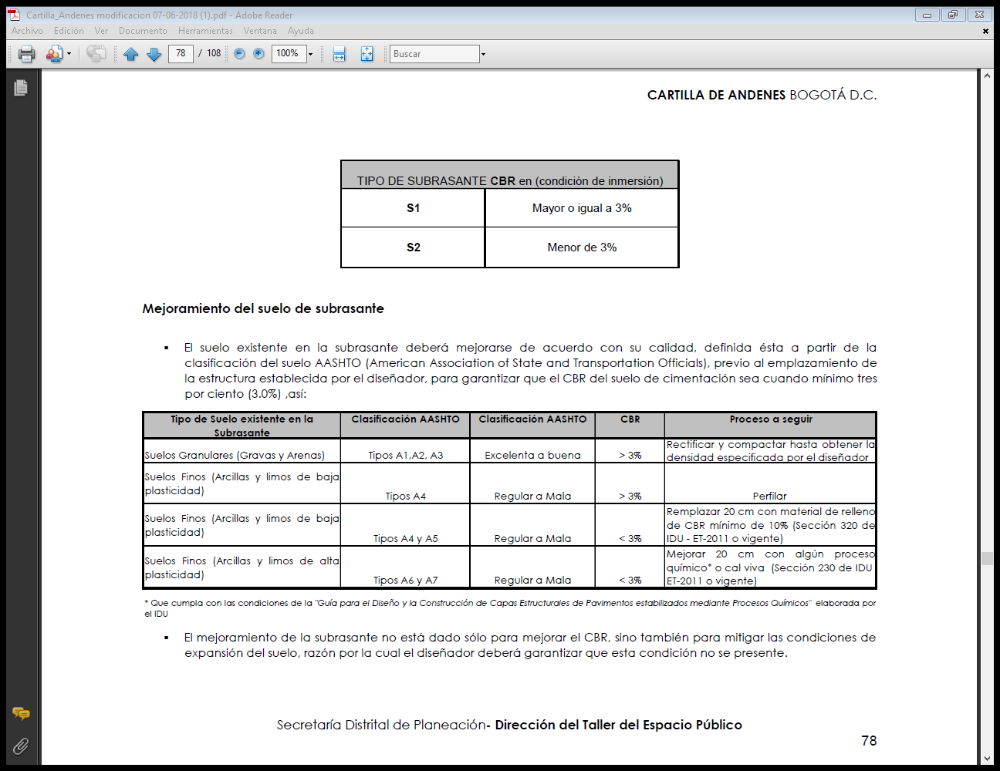 Cartilla_Andenes modificacion 07-06-2018 (1).pdf - Adobe Reader
Archivo Edición Ver Documento Herramientas Ventana Ayuda
78 / 108 100% Buscar
CARTILLA DE ANDENES BOGOTÁ D.C.
TIPO DE SUBRASANTE CBR en (condiciòn de inmersión)
S1 Mayor o igual a 3%
S2 Menor de 3%
Mejoramiento del suelo de subrasante
▪ El suelo existente en la subrasante deberá mejorarse de acuerdo con su calidad, definida ésta a partir de la
clasificación del suelo AASHTO (American Association of State and Transportation Officials), previo al emplazamiento de
la estructura establecida por el diseñador, para garantizar que el CBR del suelo de cimentación sea cuando mínimo tres
por ciento (3.0%) ,así:
Tipo de Suelo existente en la Clasificación AASHTO Clasificación AASHTO CBR Proceso a seguir
Subrasante
Rectificar y compactar hasta obtener la
Suelos Granulares (Gravas y Arenas) Tipos A1,A2, A3 Excelenta a buena > 3% densidad especificada por el diseñador
Suelos Finos (Arcillas y limos de baja
plasticidad)
Tipos A4 Regular a Mala > 3% Perfilar
Suelos Finos (Arcillas y limos de baja Remplazar 20 cm con material de relleno
plasticidad) de CBR mínimo de 10% (Sección 320 de
Tipos A4 y A5 Regular a Mala < 3% IDU - ET-2011 o vigente)
Suelos Finos (Arcillas y limos de alta Mejorar 20 cm con algún proceso
plasticidad) químico* o cal viva (Sección 230 de IDU
Tipos A6 y A7 Regular a Mala < 3% ET-2011 o vigente)
* Que cumpla con las condiciones de la "Guía para el Diseño y la Construcción de Capas Estructurales de Pavimentos estabilizados mediante Procesos Químicos" elaborada por
el IDU
▪ El mejoramiento de la subrasante no está dado sólo para mejorar el CBR, sino también para mitigar las condiciones de
expansión del suelo, razón por la cual el diseñador deberá garantizar que esta condición no se presente.
Secretaría Distrital de Planeación- Dirección del Taller del Espacio Público
78